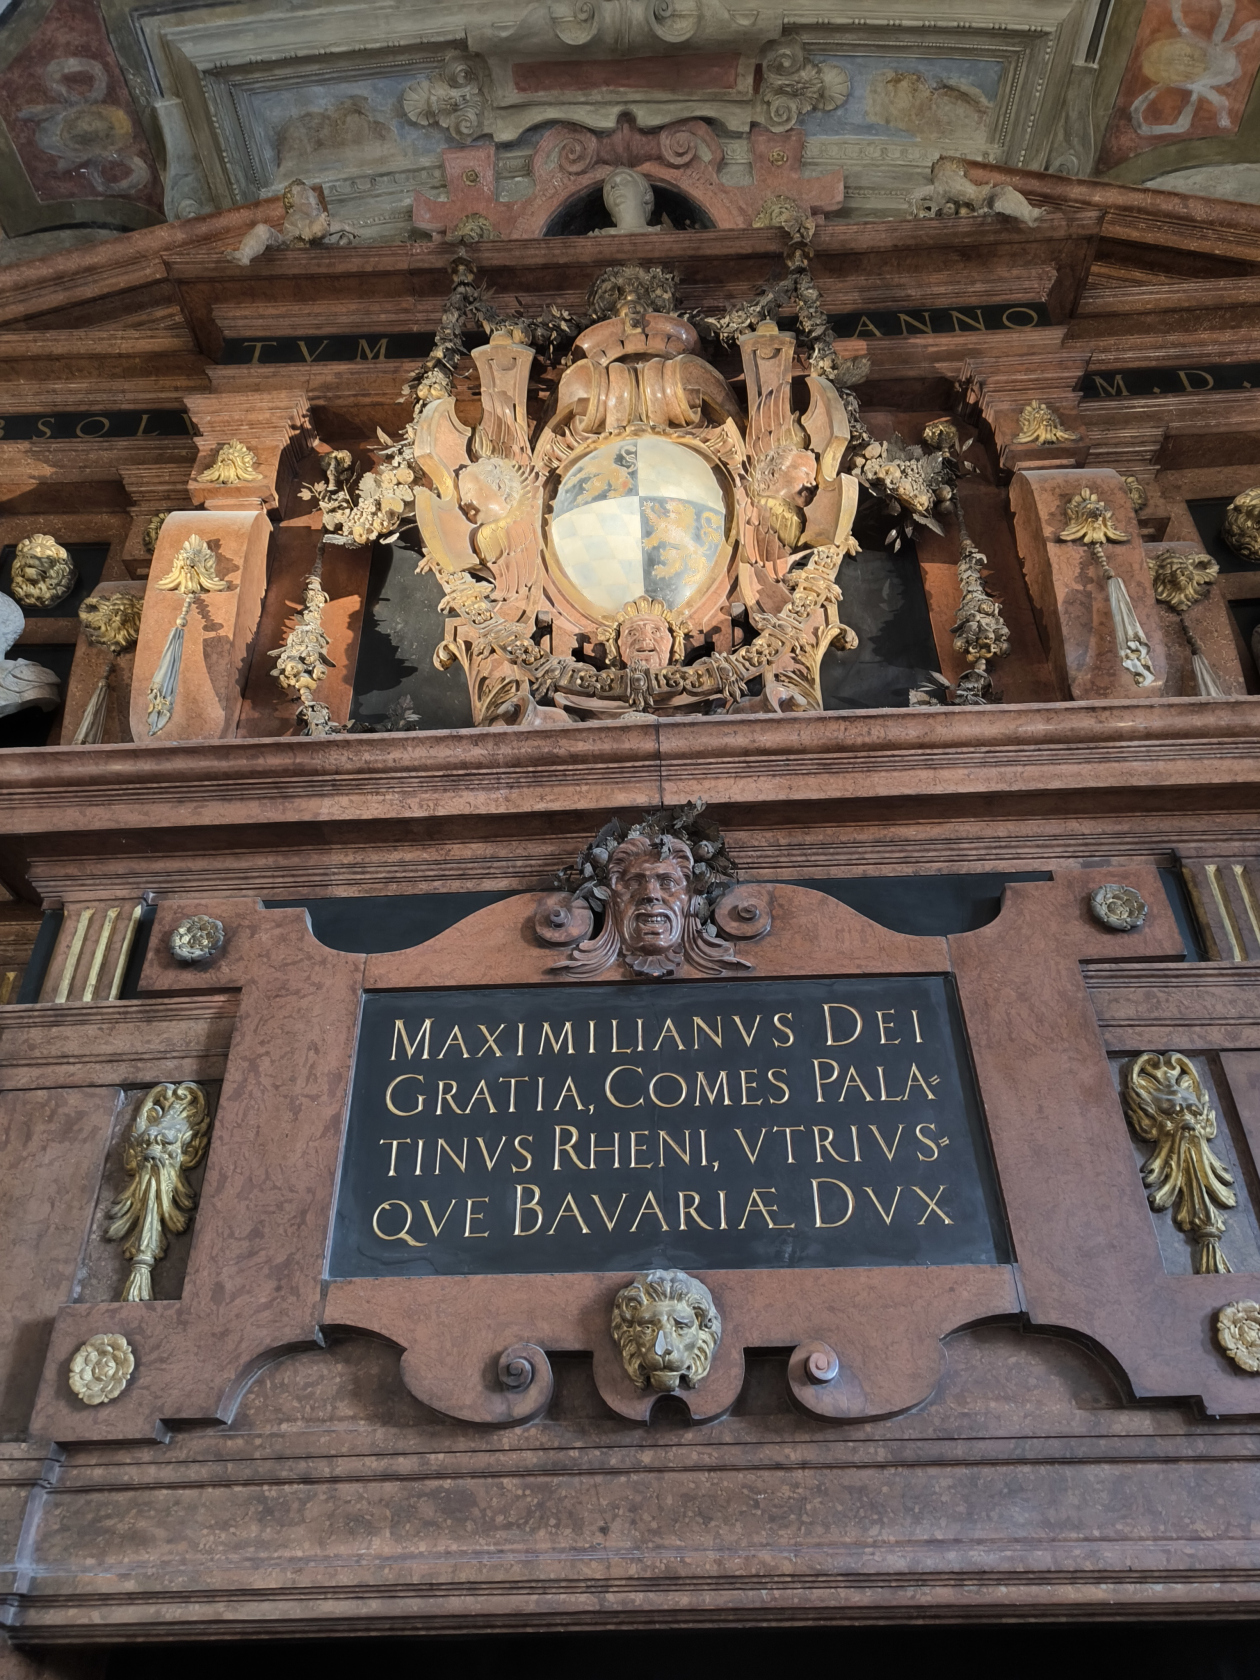 TVM
ANNO
BSOLV
M.D.
MAXIMILIANVS DEI
GRATIA, COMES PALA=
TINVS RHENI, VTRIVS=
QVE BAVARIÆ DVX